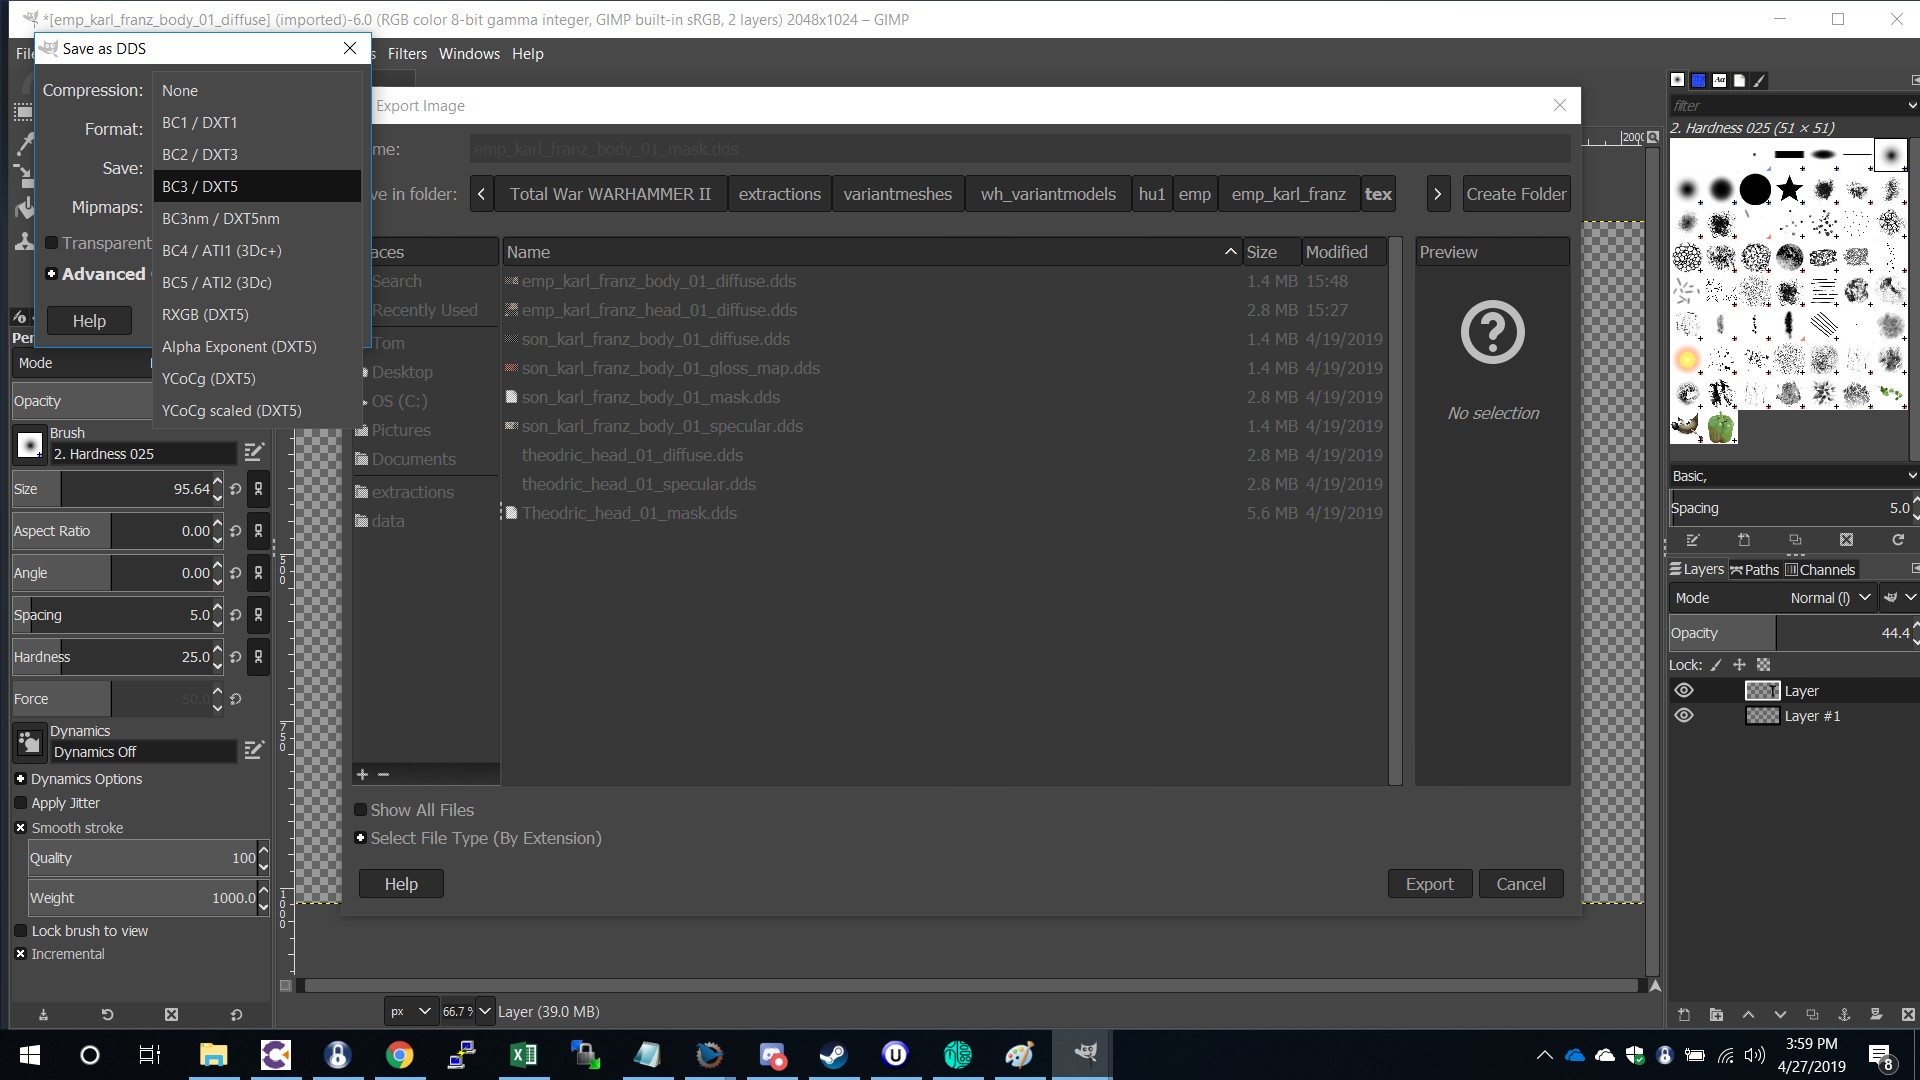 *[emp_karl_franz_body_01_diffuse] (imported)-6.0 (RGB color 8-bit gamma integer, GIMP built-in sRGB, 2 layers) 2048x1024 – GIMP
Save as DDS
Filters Windows Help
Compression:
Format:
Save:
Mipmaps:
Transparent
Advanced
Help
None
BC1 / DXT1
BC2 / DXT3
BC3 / DXT5
BC3nm / DXT5nm
BC4 / ATI1 (3Dc+)
BC5 / ATI2 (3Dc)
RXGB (DXT5)
Alpha Exponent (DXT5)
YCoCg (DXT5)
YCoCg scaled (DXT5)
Export Image
me: emp_karl_franz_body_01_mask.dds
ve in folder: Total War WARHAMMER II extractions variantmeshes wh_variantmodels hu1 emp emp_karl_franz tex Create Folder
aces
Search
Recently Used
Tom
Desktop
OS (C:)
Pictures
Documents
extractions
data
Name Size Modified
emp_karl_franz_body_01_diffuse.dds 1.4 MB 15:48
emp_karl_franz_head_01_diffuse.dds 2.8 MB 15:27
son_karl_franz_body_01_diffuse.dds 1.4 MB 4/19/2019
son_karl_franz_body_01_gloss_map.dds 1.4 MB 4/19/2019
son_karl_franz_body_01_mask.dds 2.8 MB 4/19/2019
son_karl_franz_body_01_specular.dds 1.4 MB 4/19/2019
theodric_head_01_diffuse.dds 2.8 MB 4/19/2019
theodric_head_01_specular.dds 2.8 MB 4/19/2019
Theodric_head_01_mask.dds 5.6 MB 4/19/2019
Preview
No selection
Show All Files
Select File Type (By Extension)
Help Export Cancel
Mode
Opacity
Brush
2. Hardness 025
Size 95.64
Aspect Ratio 0.00
Angle 0.00
Spacing 5.0
Hardness 25.0
Force 50.0
Dynamics
Dynamics Off
Dynamics Options
Apply Jitter
Smooth stroke
Quality 100
Weight 1000.0
Lock brush to view
Incremental
500
750
1000
px 66.7 % Layer (39.0 MB)
filter
2. Hardness 025 (51 × 51)
Basic,
Spacing 5.0
Layers Paths Channels
Mode Normal (l)
Opacity 44.4
Lock:
Layer
Layer #1
3:59 PM
4/27/2019
8